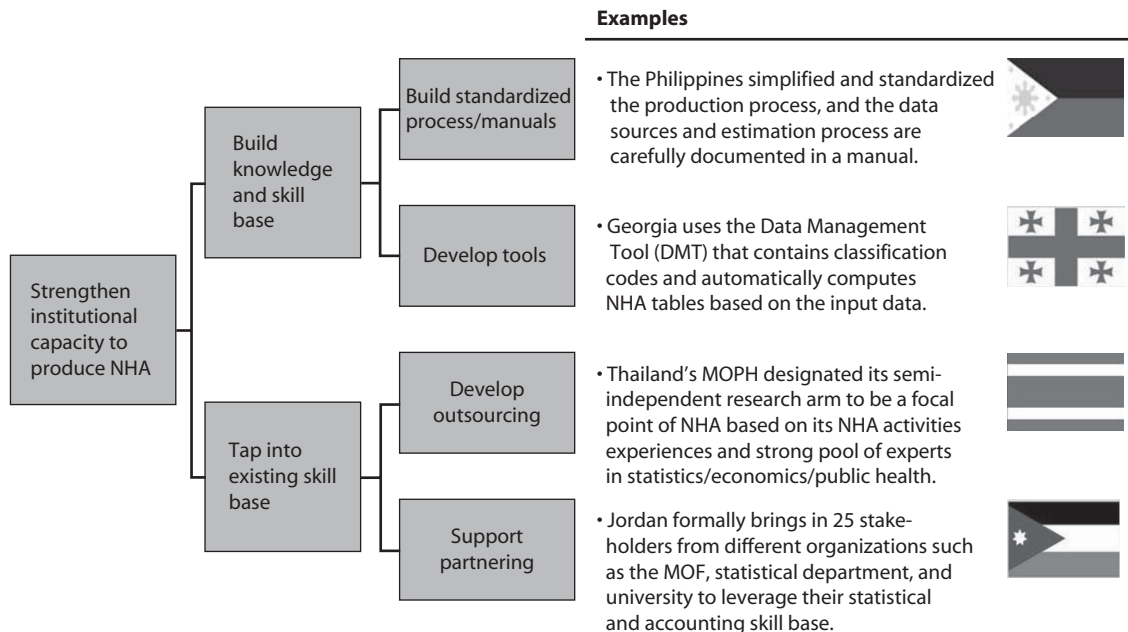 Examples
Build standardized
process/manuals
• The Philippines simplified and standardized
the production process, and the data
sources and estimation process are
carefully documented in a manual.
Build
knowledge
and skill
base
Develop tools
• Georgia uses the Data Management
Tool (DMT) that contains classification
codes and automatically computes
NHA tables based on the input data.
Strengthen
institutional
capacity to
produce NHA
Develop
outsourcing
• Thailand’s MOPH designated its semi-
independent research arm to be a focal
point of NHA based on its NHA activities
experiences and strong pool of experts
in statistics/economics/public health.
Tap into
existing skill
base
Support
partnering
• Jordan formally brings in 25 stake-
holders from different organizations such
as the MOF, statistical department, and
university to leverage their statistical
and accounting skill base.